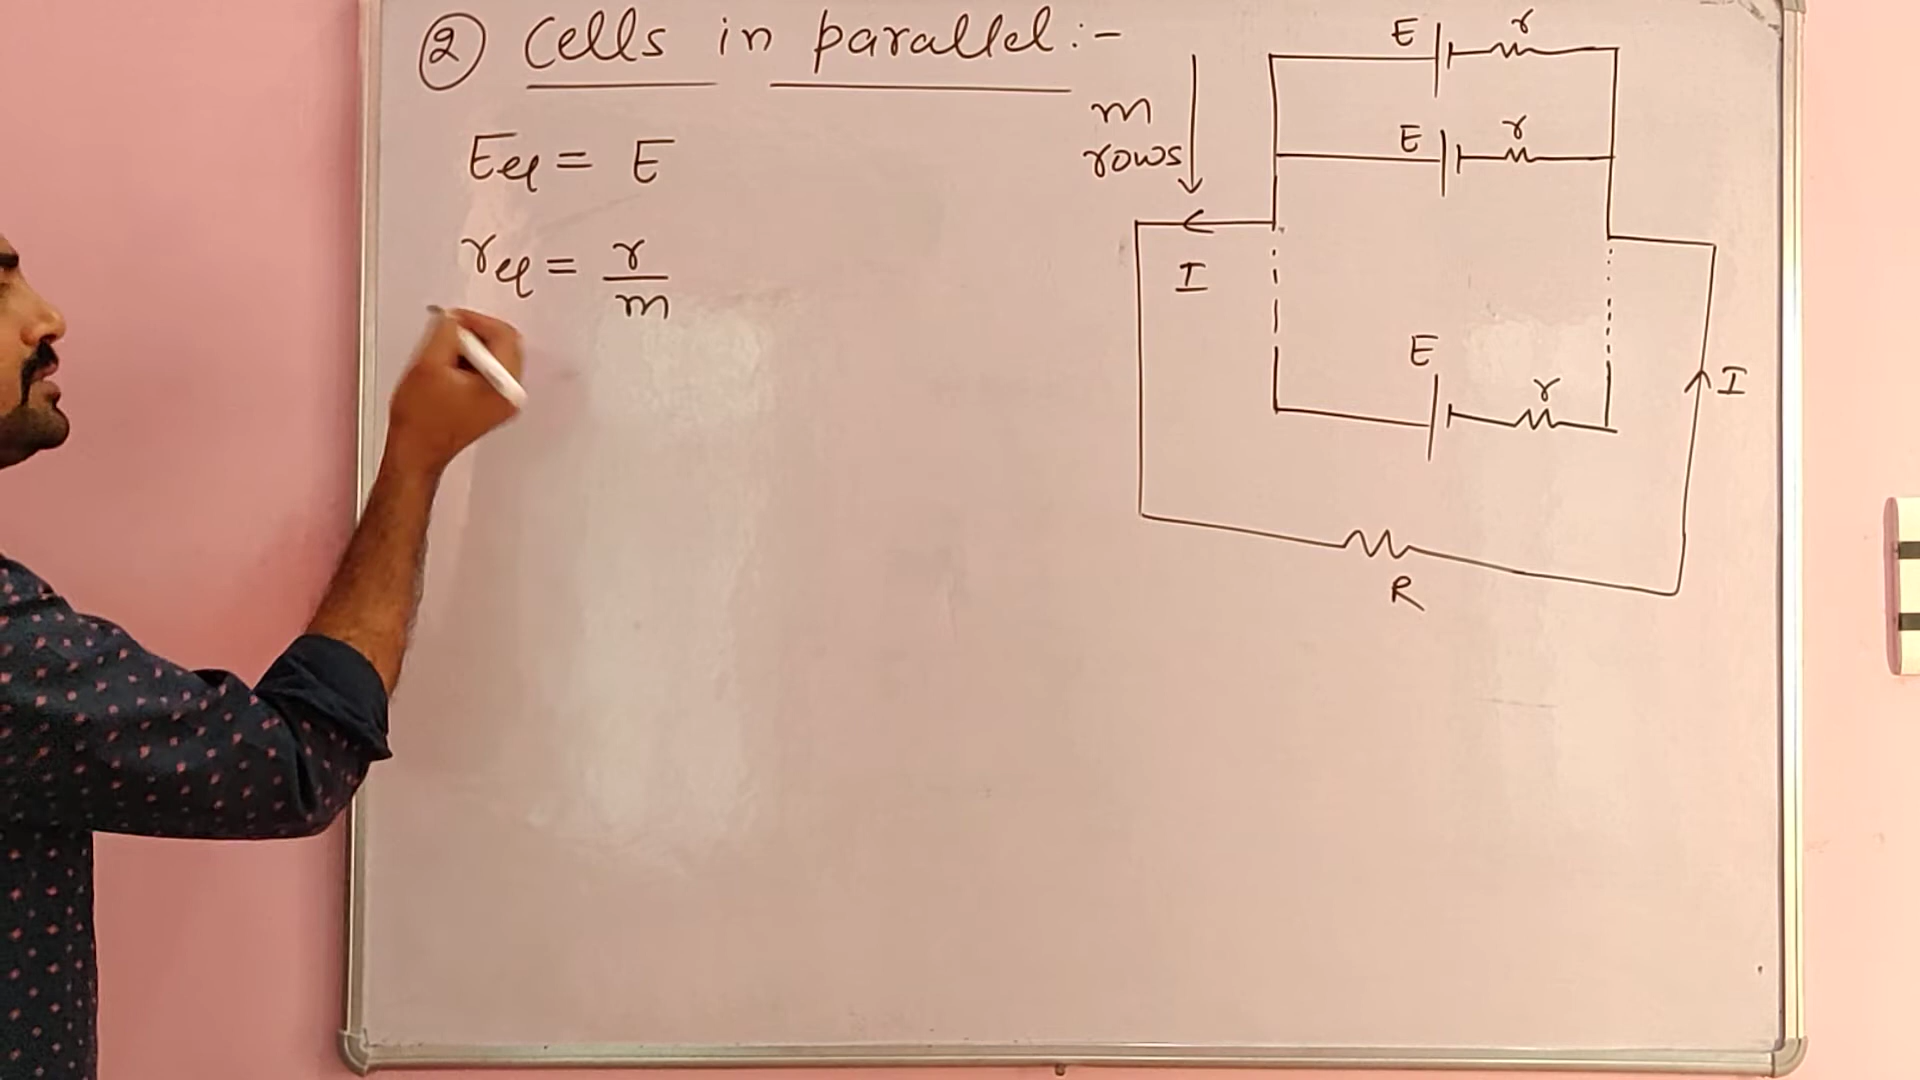 ② Cells in parallel :-
Eeq = E
req = r/m
m
rows
E r
E r
I
E
r
I
R